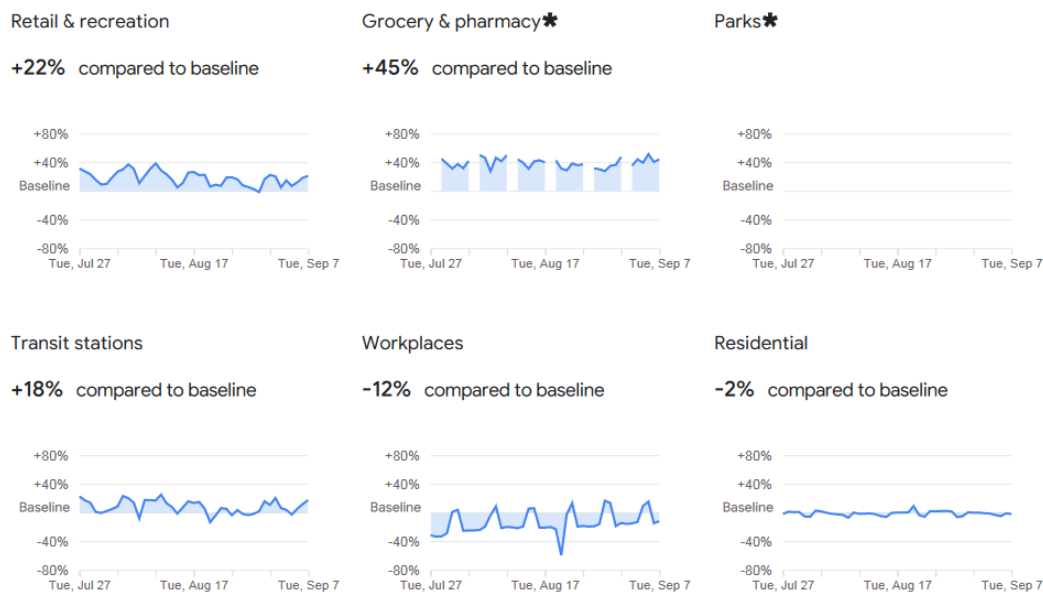 Retail & recreation
+22% compared to baseline
+80%
+40%
Baseline
-40%
-80%
Tue, Jul 27 Tue, Aug 17 Tue, Sep 7
Grocery & pharmacy*
+45% compared to baseline
+80%
+40%
Baseline
-40%
-80%
Tue, Jul 27 Tue, Aug 17 Tue, Sep 7
Parks*
+80%
+40%
Baseline
-40%
-80%
Tue, Jul 27 Tue, Aug 17 Tue, Sep 7
Transit stations
+18% compared to baseline
+80%
+40%
Baseline
-40%
-80%
Tue, Jul 27 Tue, Aug 17 Tue, Sep 7
Workplaces
-12% compared to baseline
+80%
+40%
Baseline
-40%
-80%
Tue, Jul 27 Tue, Aug 17 Tue, Sep 7
Residential
-2% compared to baseline
+80%
+40%
Baseline
-40%
-80%
Tue, Jul 27 Tue, Aug 17 Tue, Sep 7